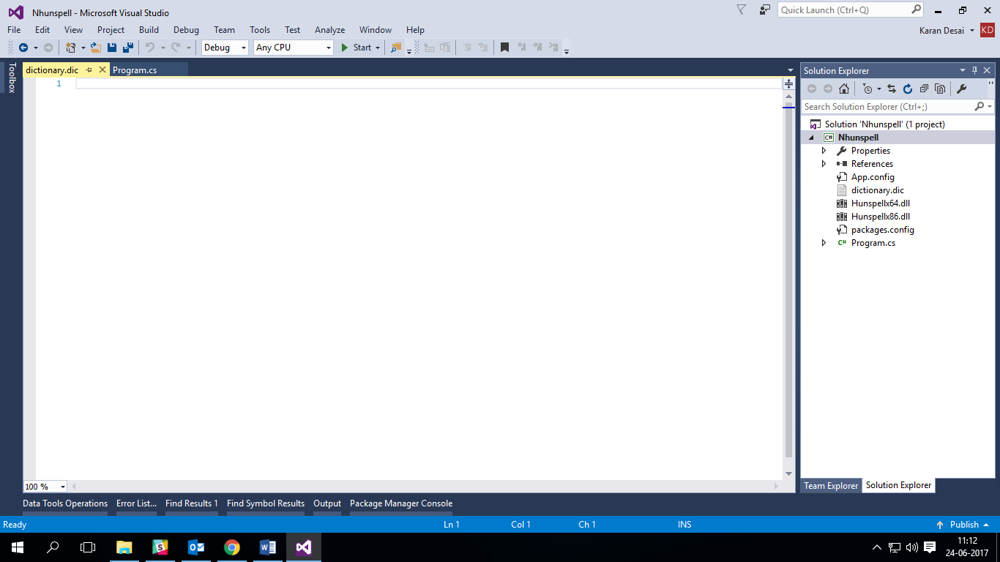 Nhunspell - Microsoft Visual Studio
Quick Launch (Ctrl+Q)
File Edit View Project Build Debug Team Tools Test Analyze Window Help
Karan Desai KD
Debug Any CPU Start
Toolbox
dictionary.dic Program.cs
1
Solution Explorer
Search Solution Explorer (Ctrl+;)
Solution 'Nhunspell' (1 project)
C# Nhunspell
Properties
References
App.config
dictionary.dic
Hunspellx64.dll
Hunspellx86.dll
packages.config
C# Program.cs
100 %
Team Explorer Solution Explorer
Data Tools Operations Error List... Find Results 1 Find Symbol Results Output Package Manager Console
Ready Ln 1 Col 1 Ch 1 INS Publish
11:12
24-06-2017